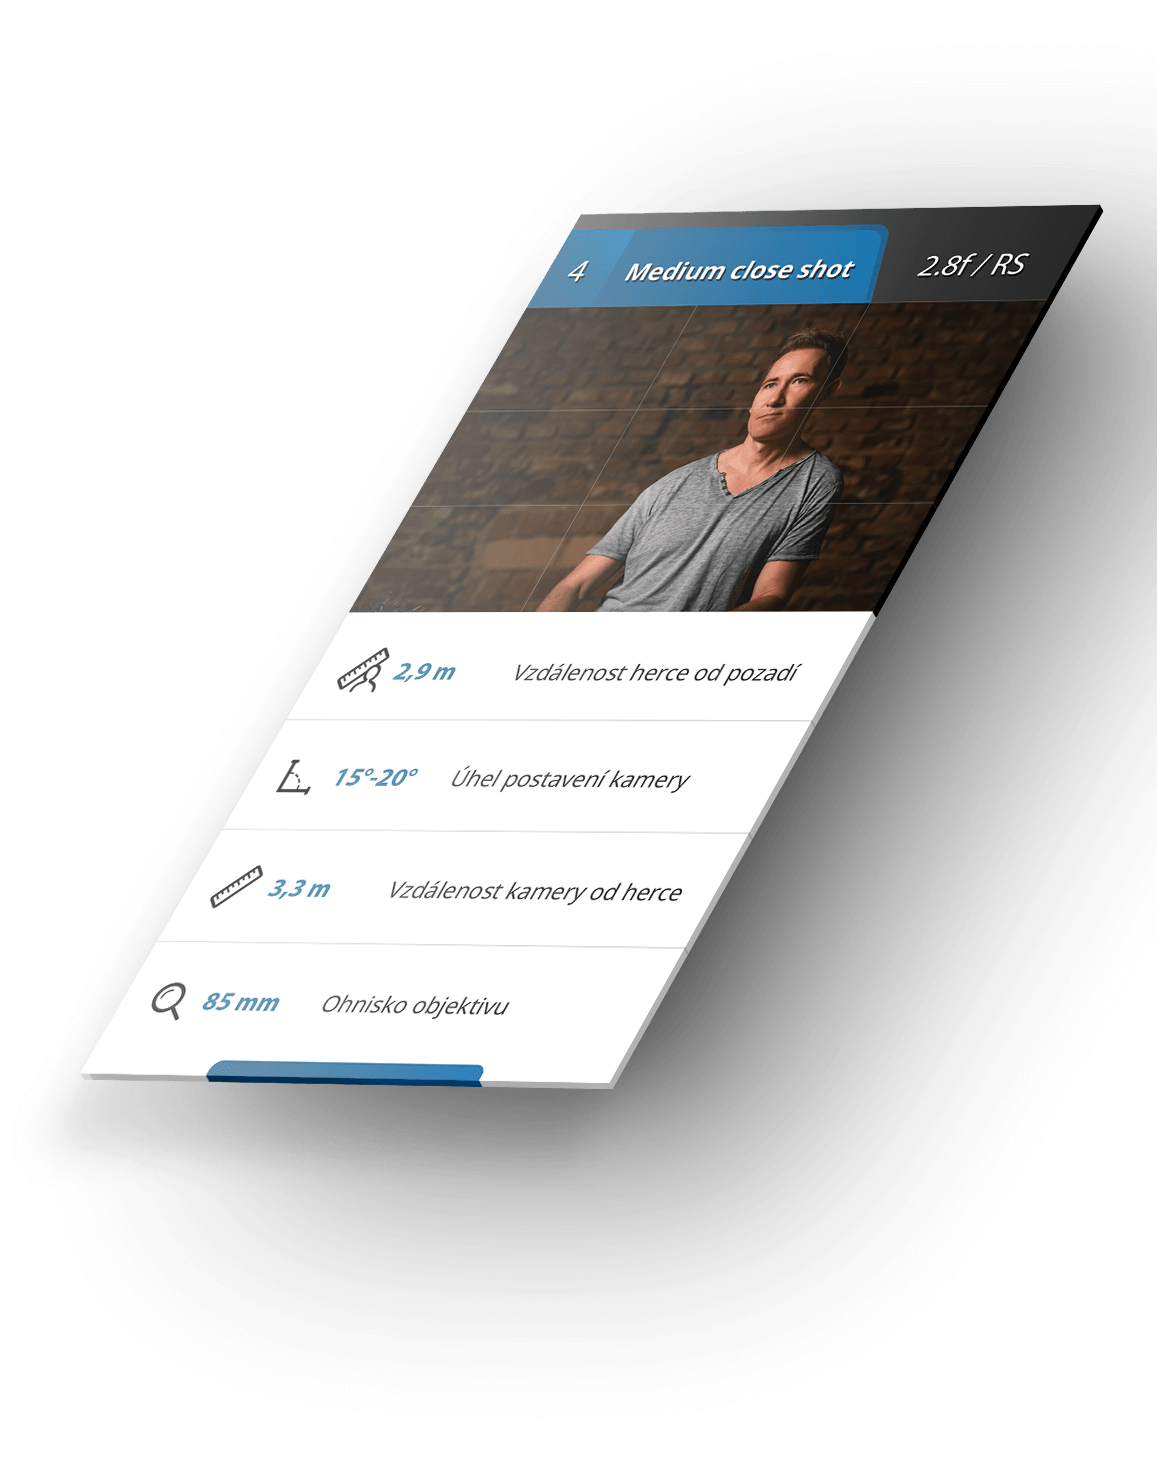 4 Medium close shot 2.8f / RS
2,9 m Vzdálenost herce od pozadí
15°-20° Úhel postavení kamery
3,3 m Vzdálenost kamery od herce
85 mm Ohnisko objektivu